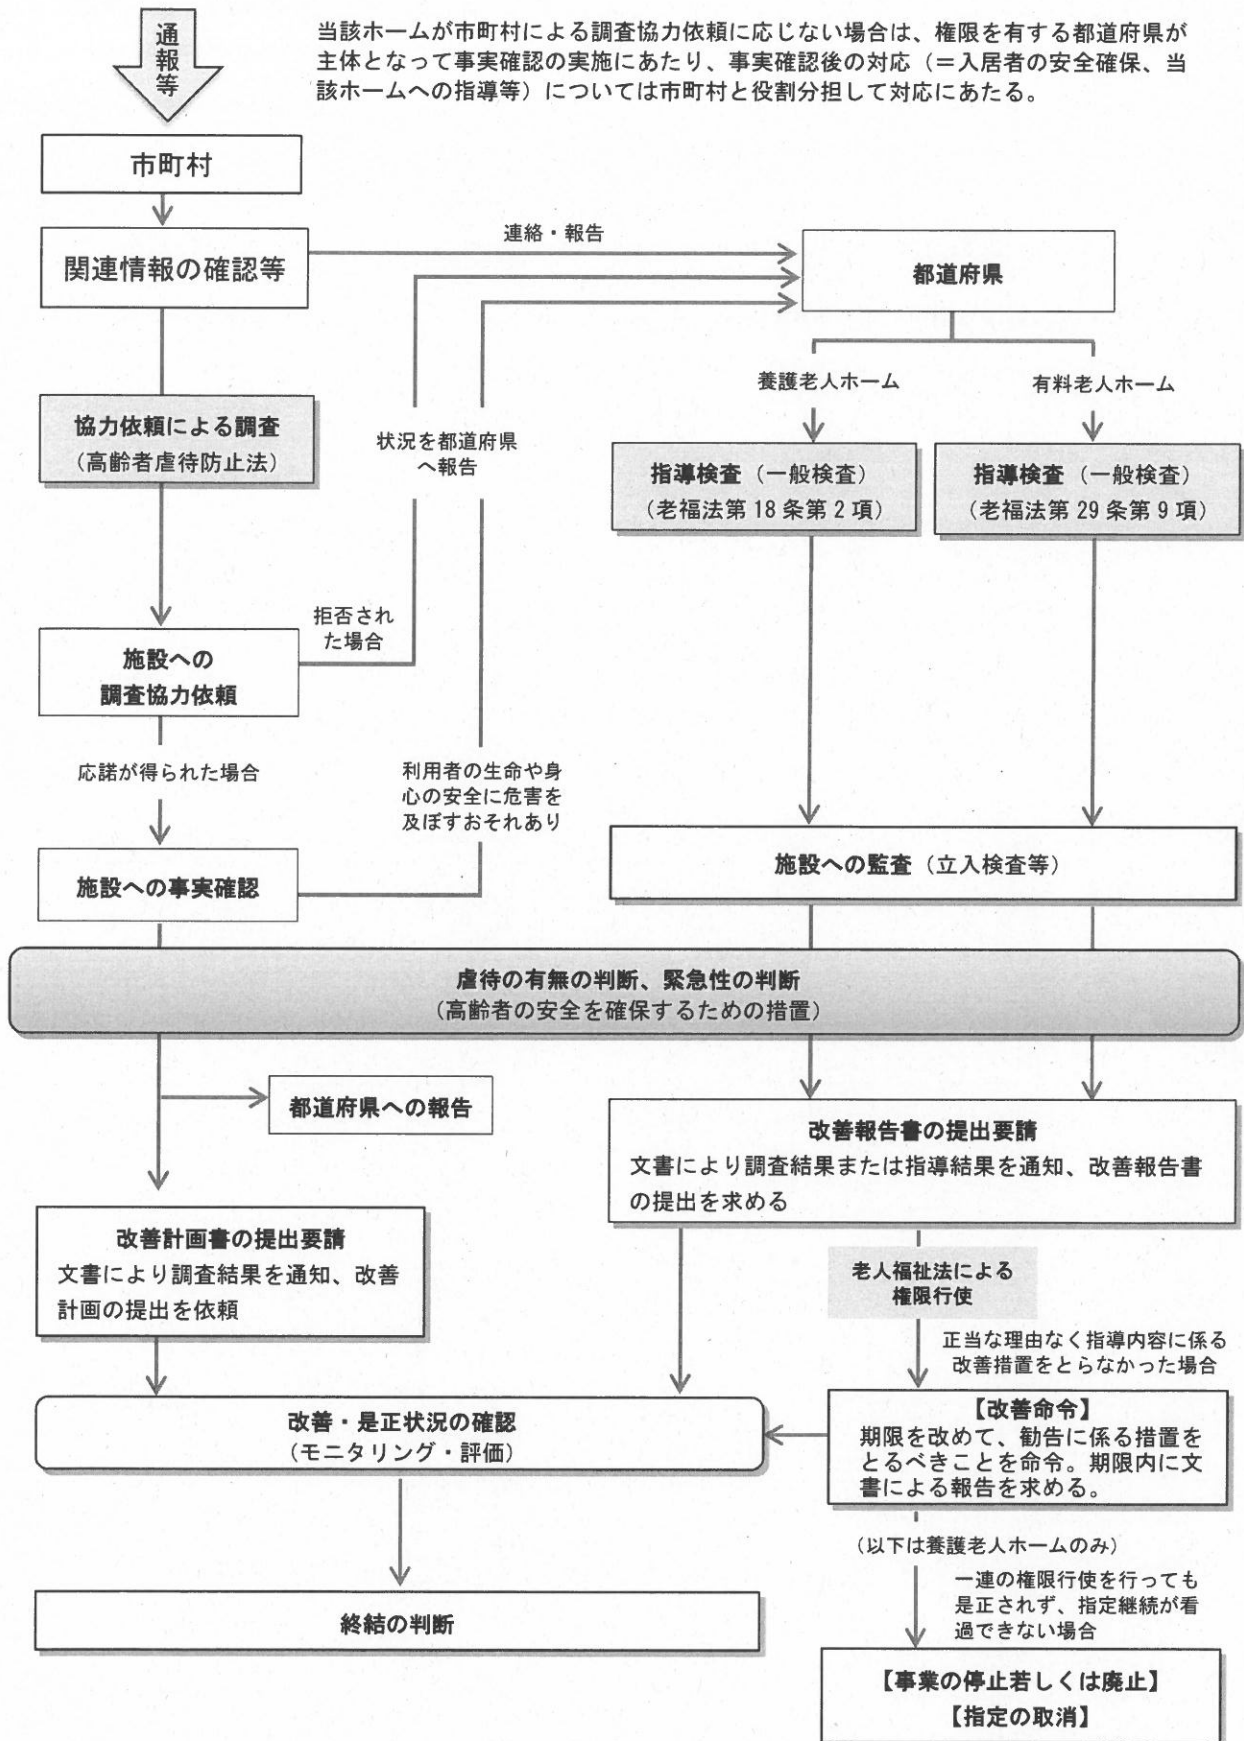 通報等
当該ホームが市町村による調査協力依頼に応じない場合は、権限を有する都道府県が
主体となって事実確認の実施にあたり、事実確認後の対応（＝入居者の安全確保、当
該ホームへの指導等）については市町村と役割分担して対応にあたる。
市町村
連絡・報告
関連情報の確認等
都道府県
養護老人ホーム
有料老人ホーム
協力依頼による調査
（高齢者虐待防止法）
状況を都道府県
へ報告
指導検査（一般検査）
（老福法第 18 条第 2 項）
指導検査（一般検査）
（老福法第 29 条第 9 項）
拒否され
た場合
施設への
調査協力依頼
応諾が得られた場合
利用者の生命や身
心の安全に危害を
及ぼすおそれあり
施設への事実確認
施設への監査（立入検査等）
虐待の有無の判断、緊急性の判断
（高齢者の安全を確保するための措置）
都道府県への報告
改善報告書の提出要請
文書により調査結果または指導結果を通知、改善報告書
の提出を求める
改善計画書の提出要請
文書により調査結果を通知、改善
計画の提出を依頼
老人福祉法による
権限行使
正当な理由なく指導内容に係る
改善措置をとらなかった場合
改善・是正状況の確認
（モニタリング・評価）
【改善命令】
期限を改めて、勧告に係る措置を
とるべきことを命令。期限内に文
書による報告を求める。
（以下は養護老人ホームのみ）
一連の権限行使を行っても
是正されず、指定継続が看
過できない場合
終結の判断
【事業の停止若しくは廃止】
【指定の取消】